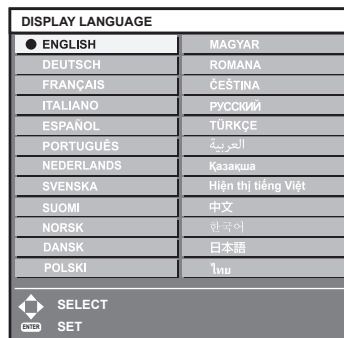 DISPLAY LANGUAGE
ENGLISH
DEUTSCH
FRANÇAIS
ITALIANO
ESPAÑOL
PORTUGUÊS
NEDERLANDS
SVENSKA
SUOMI
NORSK
DANSK
POLSKI
MAGYAR
ROMANA
ČEŠTINA
РУССКИЙ
TÜRKÇE
العربية
Қазақша
Hiện thị tiếng Việt
中文
한국어
日本語
ไทย
SELECT
ENTER SET